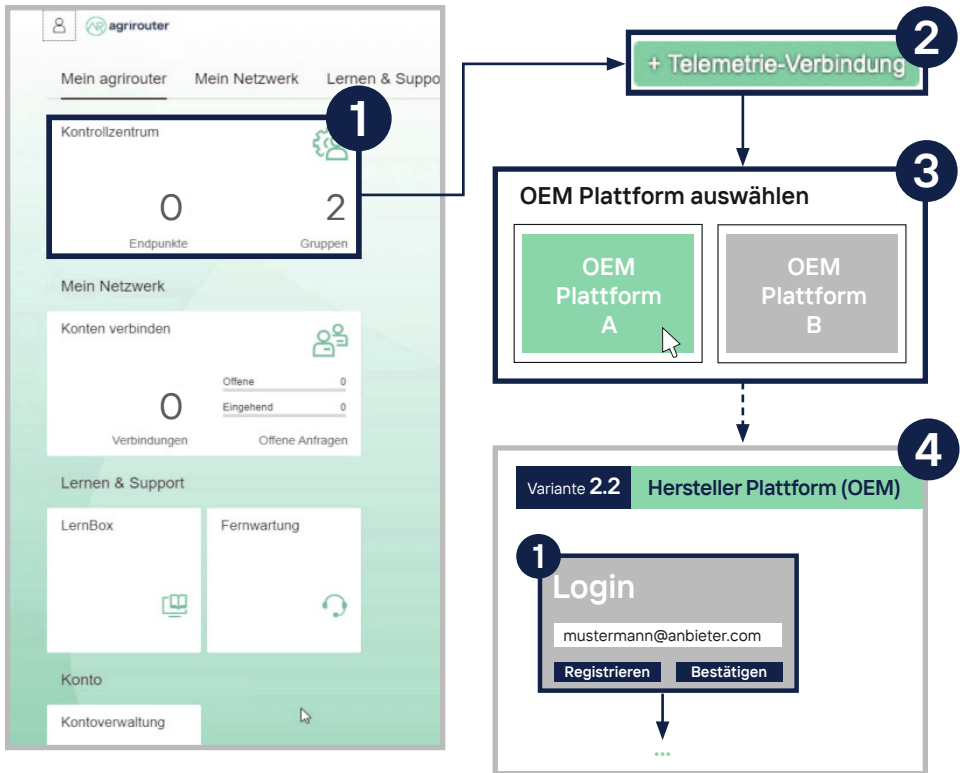 agrirouter
Mein agrirouter Mein Netzwerk Lernen & Suppo
1
Kontrollzentrum
0 2
Endpunkte Gruppen
Mein Netzwerk
Konten verbinden
Offene 0
Eingehend 0
0
Verbindungen Offene Anfragen
Lernen & Support
LernBox Fernwartung
Konto
Kontoverwaltung
2
+ Telemetrie-Verbindung
3
OEM Plattform auswählen
OEM
Plattform
A
OEM
Plattform
B
4
Variante 2.2 Hersteller Plattform (OEM)
1
Login
mustermann@anbieter.com
Registrieren Bestätigen
...